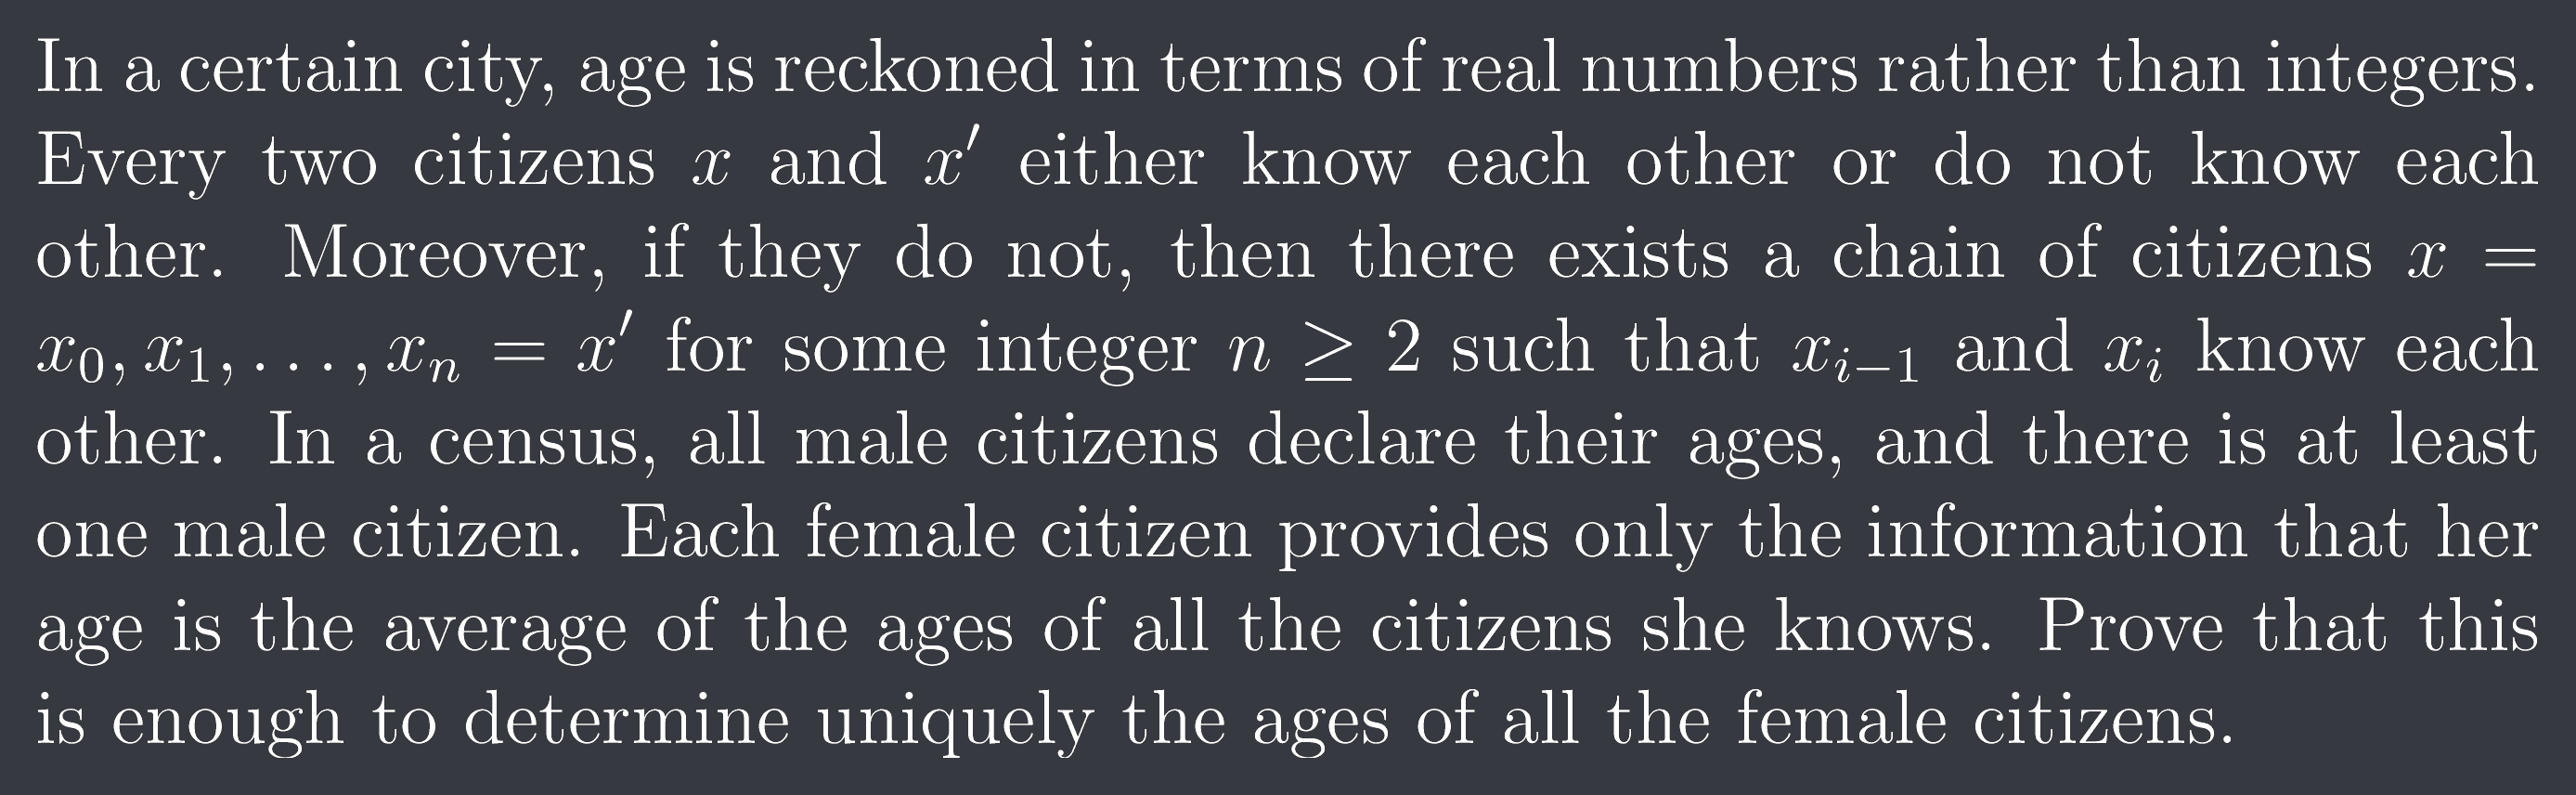 In a certain city, age is reckoned in terms of real numbers rather than integers.
Every two citizens x and x′ either know each other or do not know each
other. Moreover, if they do not, then there exists a chain of citizens x =
x₀, x₁, . . . , xₙ = x′ for some integer n ≥ 2 such that xᵢ₋₁ and xᵢ know each
other. In a census, all male citizens declare their ages, and there is at least
one male citizen. Each female citizen provides only the information that her
age is the average of the ages of all the citizens she knows. Prove that this
is enough to determine uniquely the ages of all the female citizens.